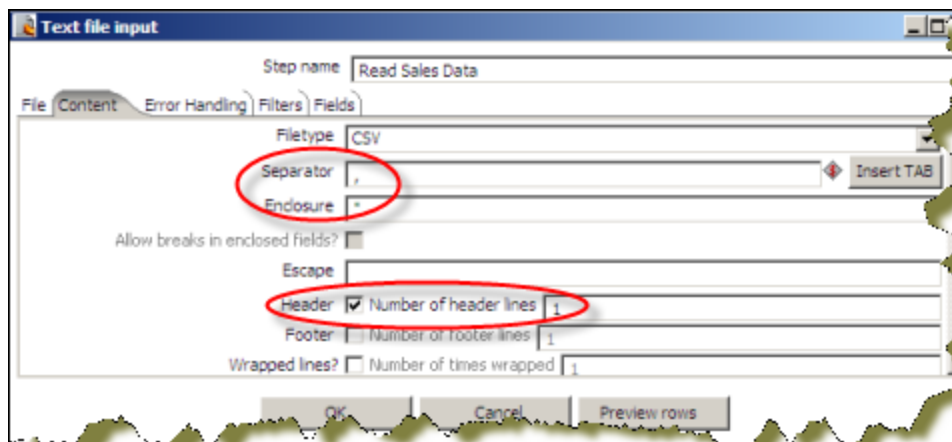 Text file input
Step name Read Sales Data
File Content Error Handling Filters Fields
Filetype CSV
Separator , Insert TAB
Enclosure "
Allow breaks in enclosed fields?
Escape
Header Number of header lines 1
Footer Number of footer lines 1
Wrapped lines? Number of times wrapped 1
OK Cancel Preview rows